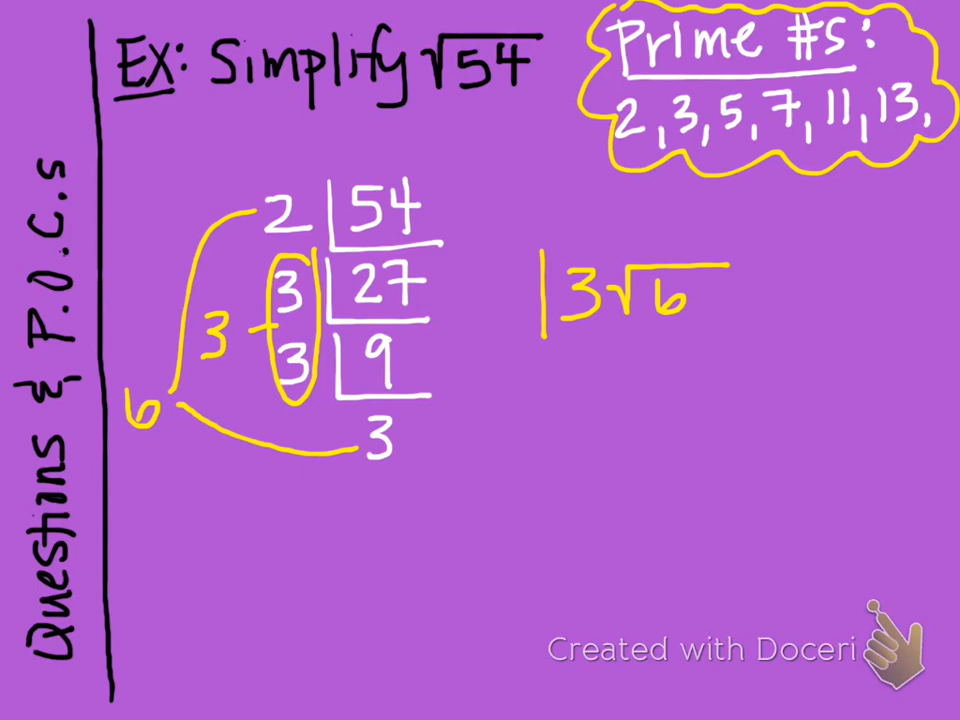 EX: Simplify √54
Prime #s:
2, 3, 5, 7, 11, 13,
Questions & P.O.C.s
2 54
3 27
3
3 9
6
3
3√6
Created with Doceri